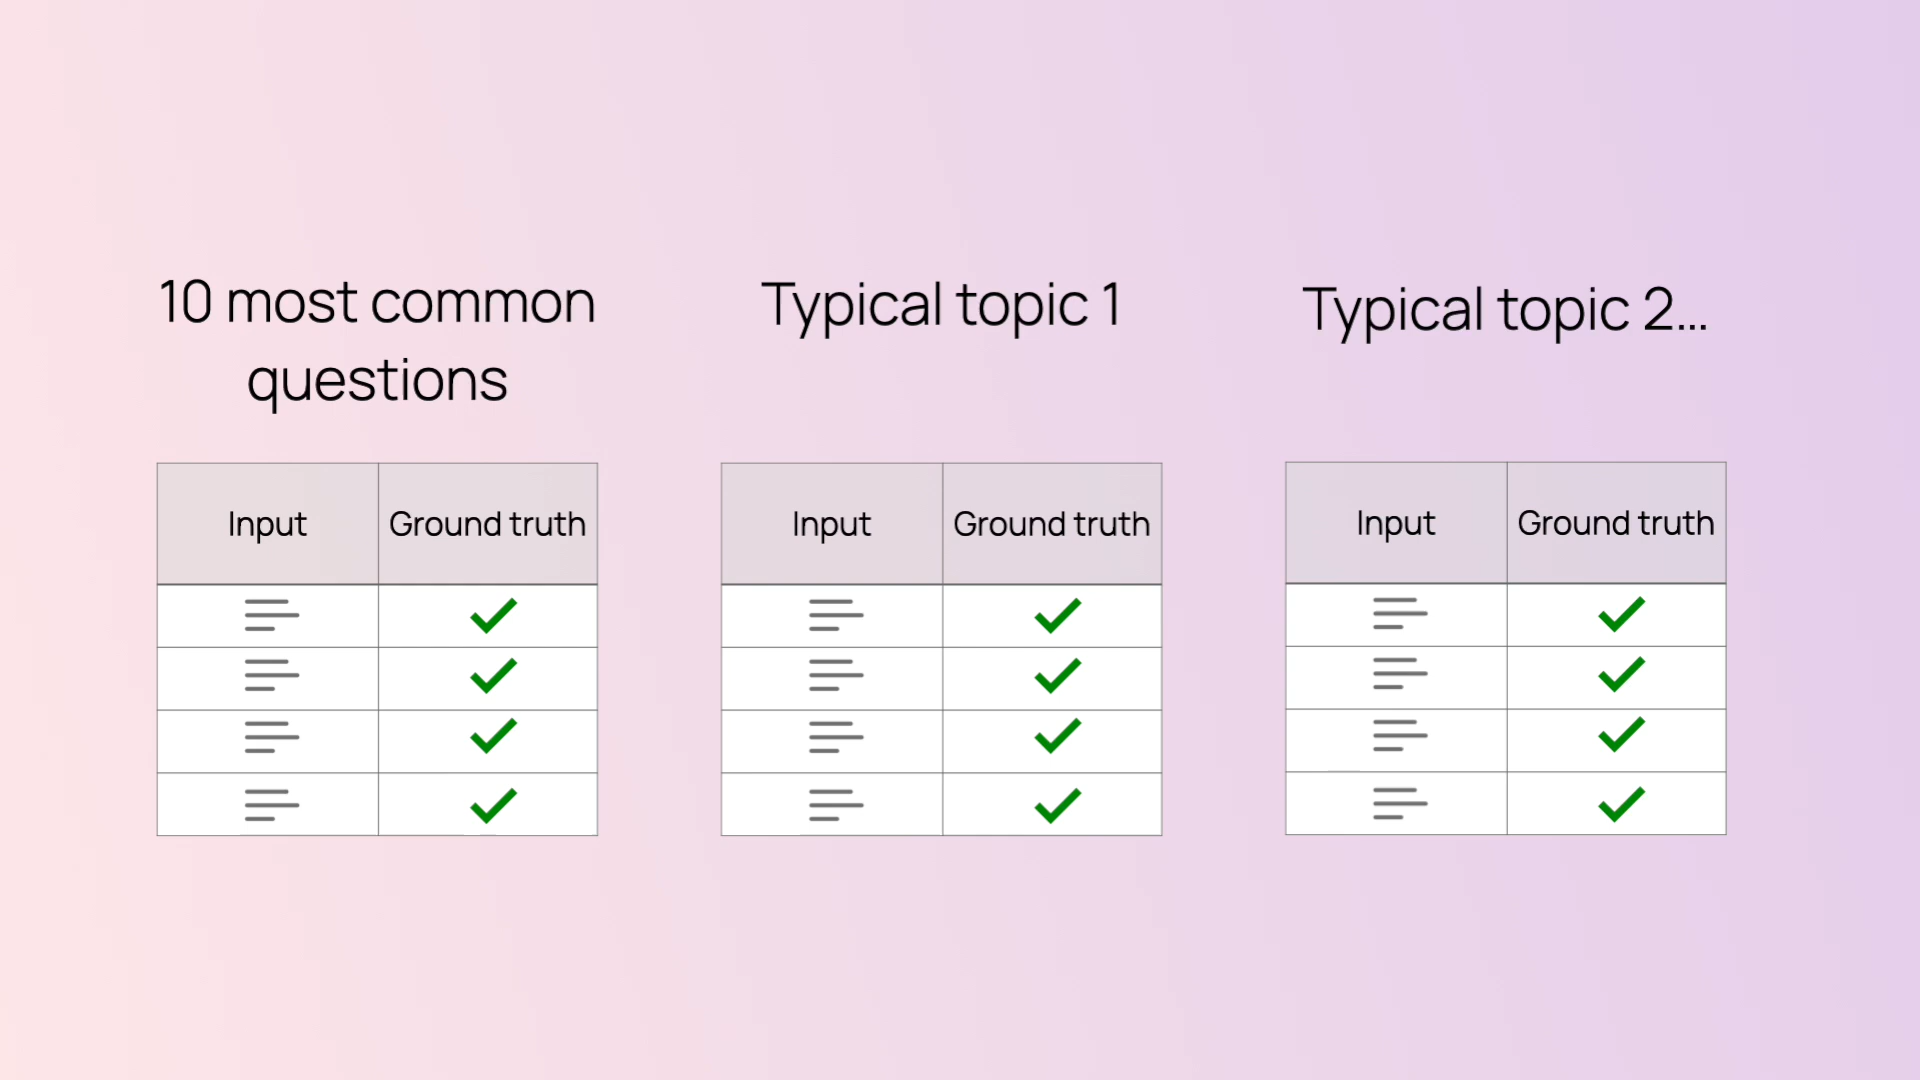 10 most common
questions
Typical topic 1
Typical topic 2...
Input Ground truth
Input Ground truth
Input Ground truth